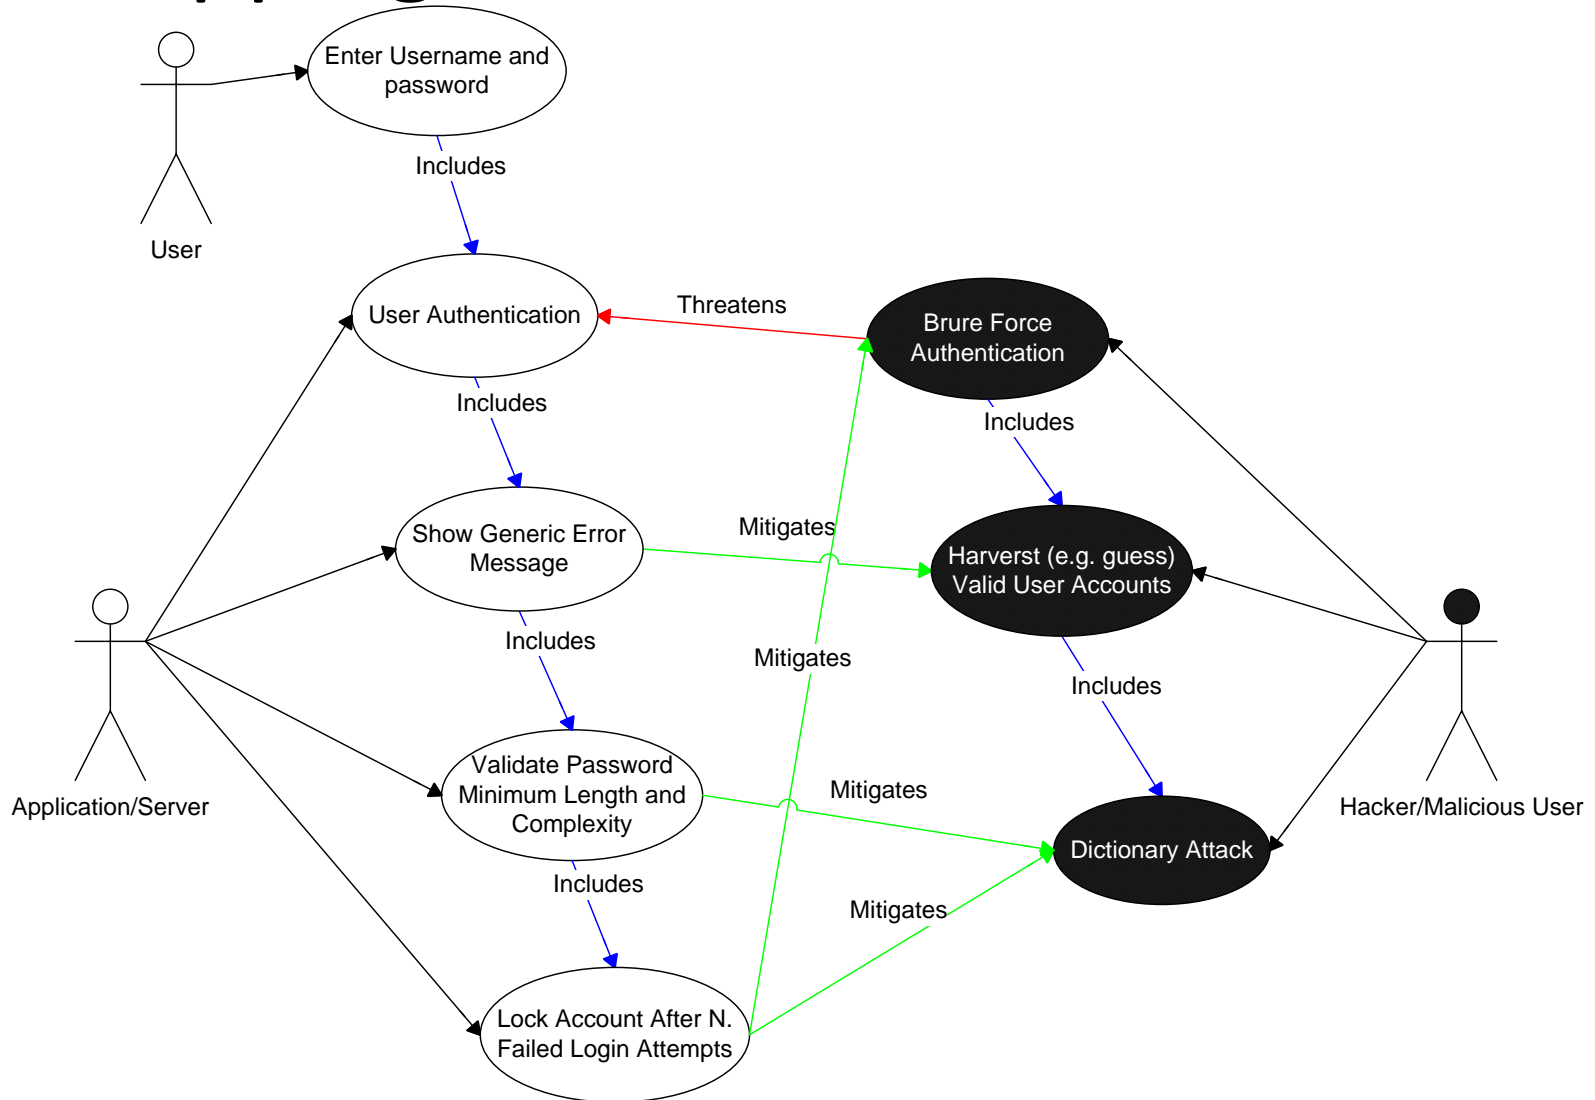 Enter Username and
password
Includes
User
User Authentication
Threatens
Brure Force
Authentication
Includes
Includes
Show Generic Error
Message
Mitigates
Harverst (e.g. guess)
Valid User Accounts
Includes
Mitigates
Includes
Validate Password
Minimum Length and
Complexity
Mitigates
Application/Server
Hacker/Malicious User
Dictionary Attack
Includes
Mitigates
Lock Account After N.
Failed Login Attempts